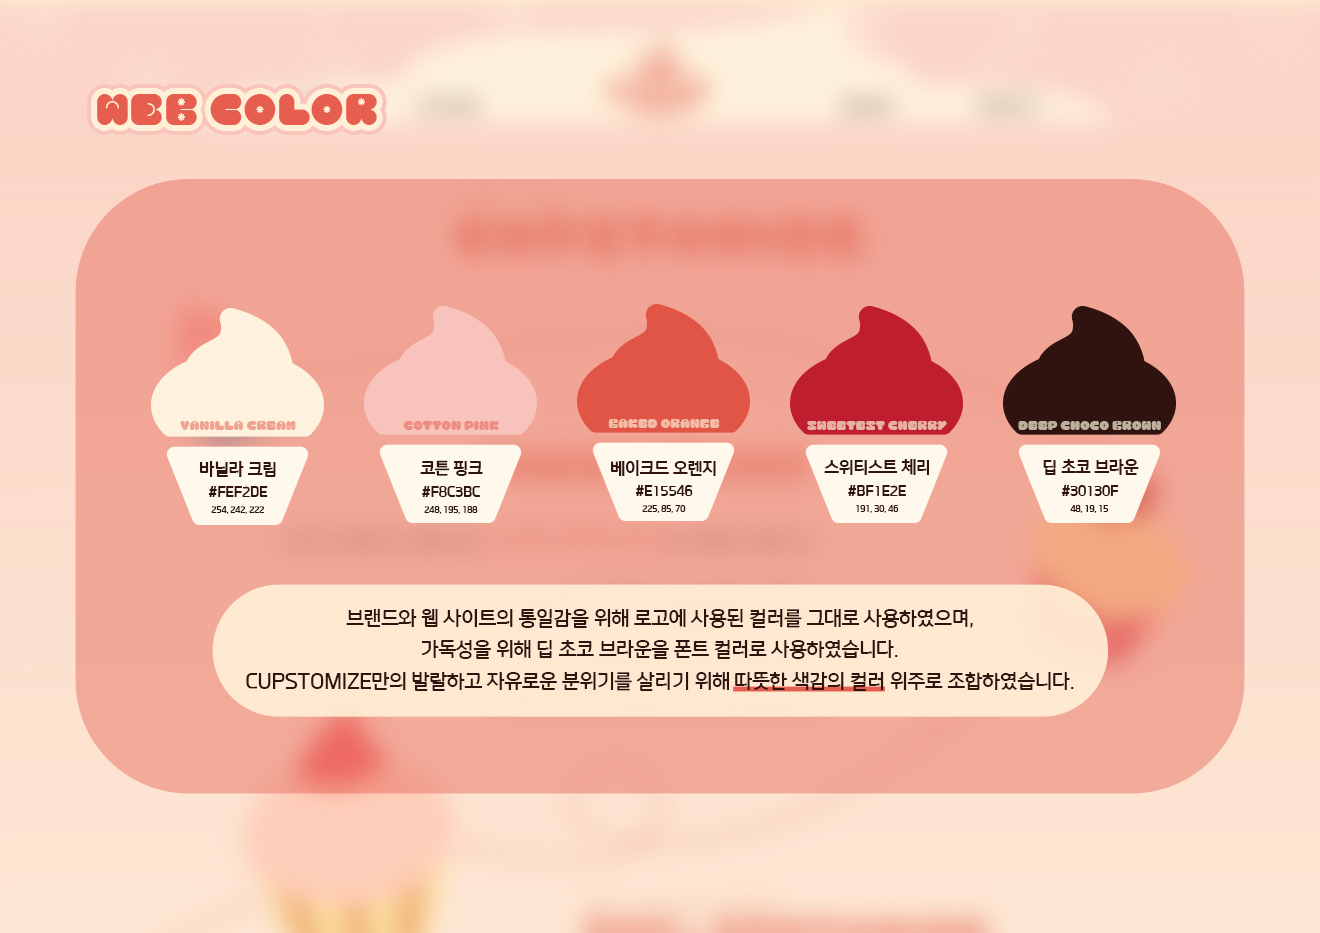 WEB COLOR
VANILLA CREAM
COTTON PINK
BAKED ORANGE
SWEETEST CHERRY
DEEP CHOCO BROWN
바닐라 크림
#FEF2DE
254, 242, 222
코튼 핑크
#F8C3BC
248, 195, 188
베이크드 오렌지
#E15546
225, 85, 70
스위티스트 체리
#BF1E2E
191, 30, 46
딥 초코 브라운
#30130F
48, 19, 15
브랜드와 웹 사이트의 통일감을 위해 로고에 사용된 컬러를 그대로 사용하였으며,
가독성을 위해 딥 초코 브라운을 폰트 컬러로 사용하였습니다.
CUPSTOMIZE만의 발랄하고 자유로운 분위기를 살리기 위해 따뜻한 색감의 컬러 위주로 조합하였습니다.